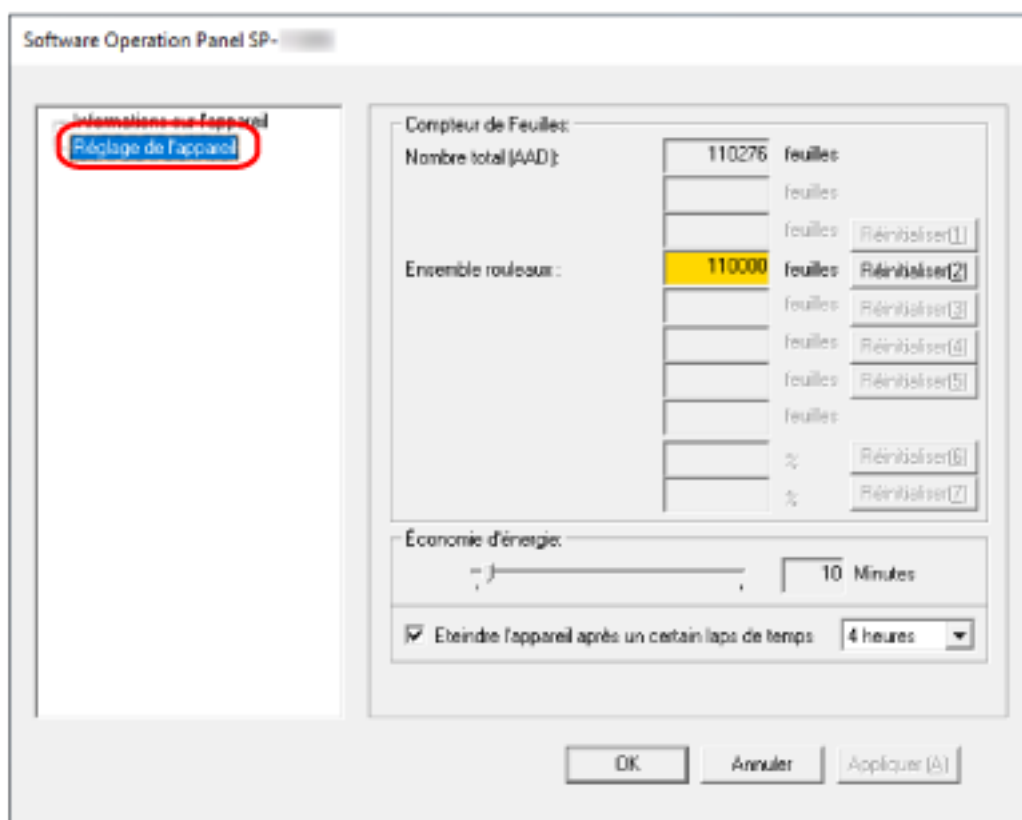 Software Operation Panel SP-
Informations sur l'appareil
Réglage de l'appareil
Compteur de Feuilles:
Nombre total (AAD): 110276 feuilles
feuilles
feuilles Réinitialiser(1)
Ensemble rouleaux : 110000 feuilles Réinitialiser(2)
feuilles Réinitialiser(3)
feuilles Réinitialiser(4)
feuilles Réinitialiser(5)
feuilles
% Réinitialiser(6)
% Réinitialiser(7)
Économie d'énergie:
10 Minutes
Eteindre l'appareil après un certain laps de temps 4 heures
OK Annuler Appliquer (A)